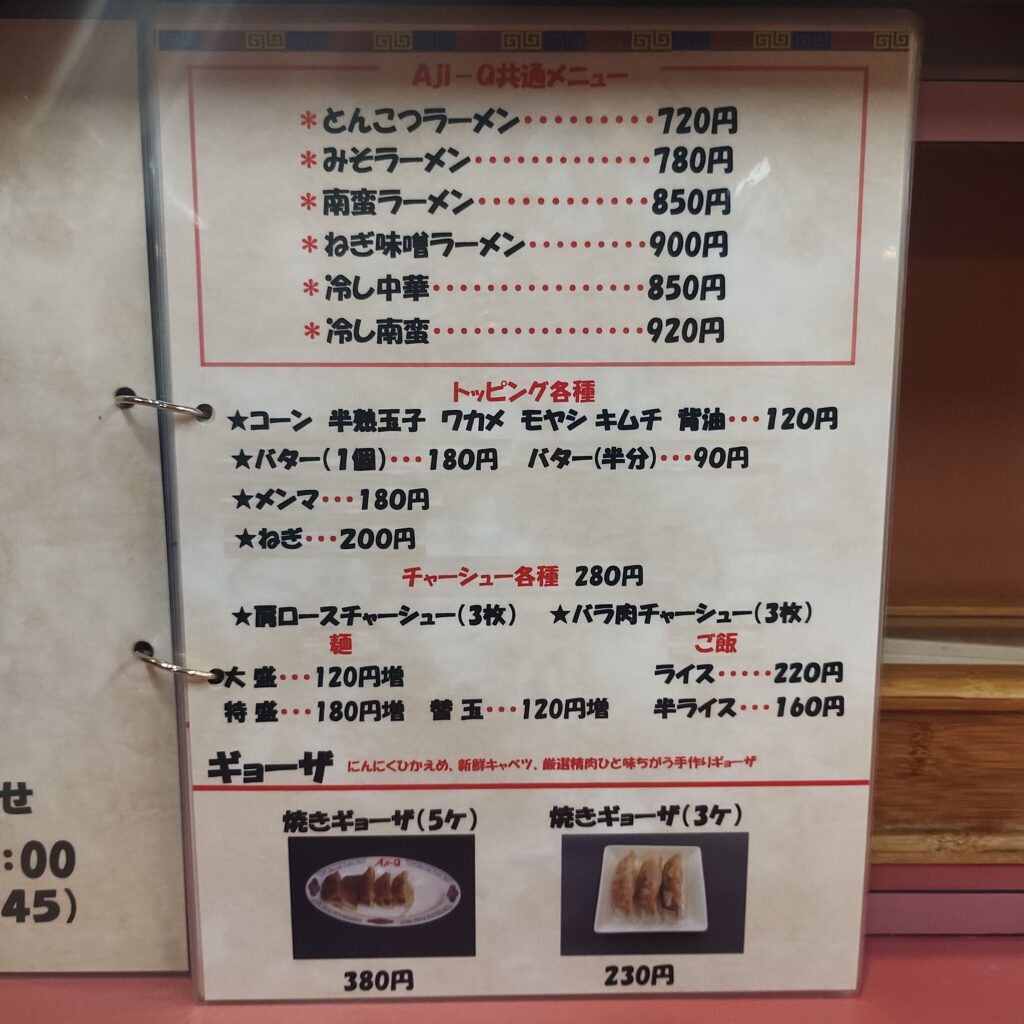 Aji-Q共通メニュー
*とんこつラーメン・・・・・・・・・720円
*みそラーメン・・・・・・・・・・・・・780円
*南蛮ラーメン・・・・・・・・・・・・850円
*ねぎ味噌ラーメン・・・・・・・・・900円
*冷し中華・・・・・・・・・・・・・・・・850円
*冷し南蛮・・・・・・・・・・・・・・・・920円
トッピング各種
★コーン 半熟玉子 ワカメ モヤシ キムチ 背油・・・120円
★バター(1個)・・・180円 バター(半分)・・・90円
★メンマ・・・180円
★ねぎ・・・200円
チャーシュー各種 280円
★肩ロースチャーシュー(3枚) ★バラ肉チャーシュー(3枚)
麺 ご飯
大盛・・・120円増 ライス・・・・・220円
特盛・・・180円増 替玉・・・120円増 半ライス・・・160円
ギョーザ にんにくひかえめ、新鮮キャベツ、厳選精肉ひと味ちがう手作りギョーザ
焼きギョーザ(5ケ) 焼きギョーザ(3ケ)
Aji-Q
380円 230円
せ
:00
45)